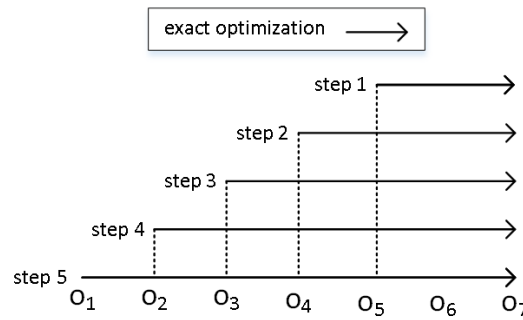 exact optimization
step 1
step 2
step 3
step 4
step 5
O₁ O₂ O₃ O₄ O₅ O₆ O₇